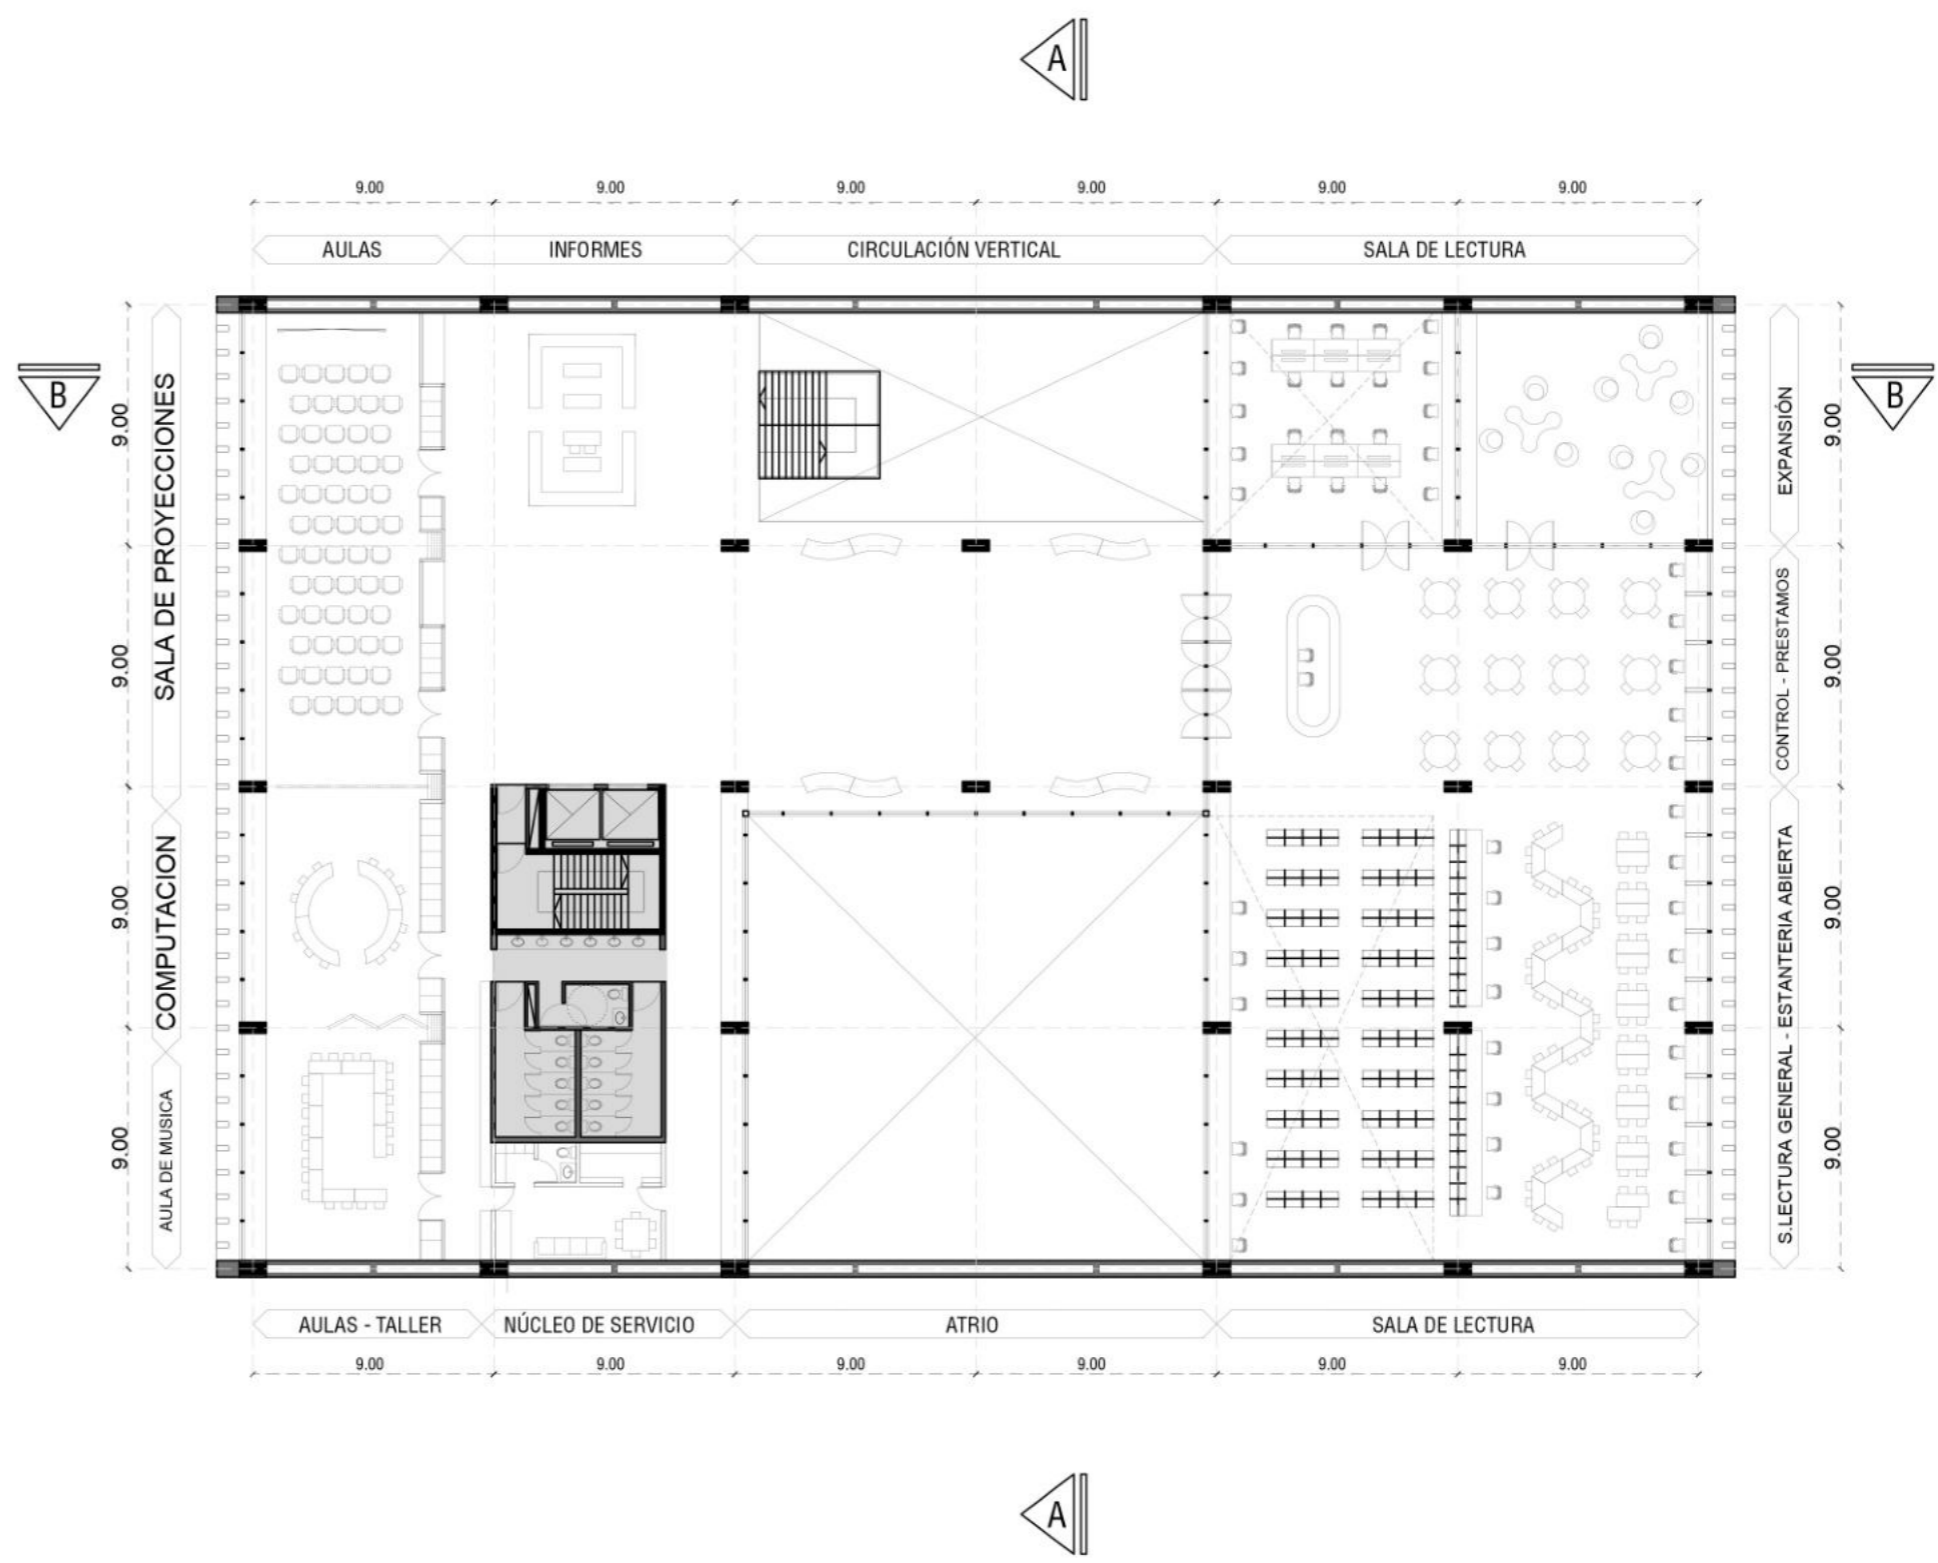 A
9.00 9.00 9.00 9.00 9.00 9.00
AULAS INFORMES CIRCULACIÓN VERTICAL SALA DE LECTURA
B
B
9.00
9.00
9.00
9.00
SALA DE PROYECCIONES
COMPUTACION
AULA DE MUSICA
EXPANSIÓN
CONTROL - PRESTAMOS
S.LECTURA GENERAL - ESTANTERIA ABIERTA
9.00
9.00
9.00
9.00
AULAS - TALLER NÚCLEO DE SERVICIO ATRIO SALA DE LECTURA
9.00 9.00 9.00 9.00 9.00 9.00
A